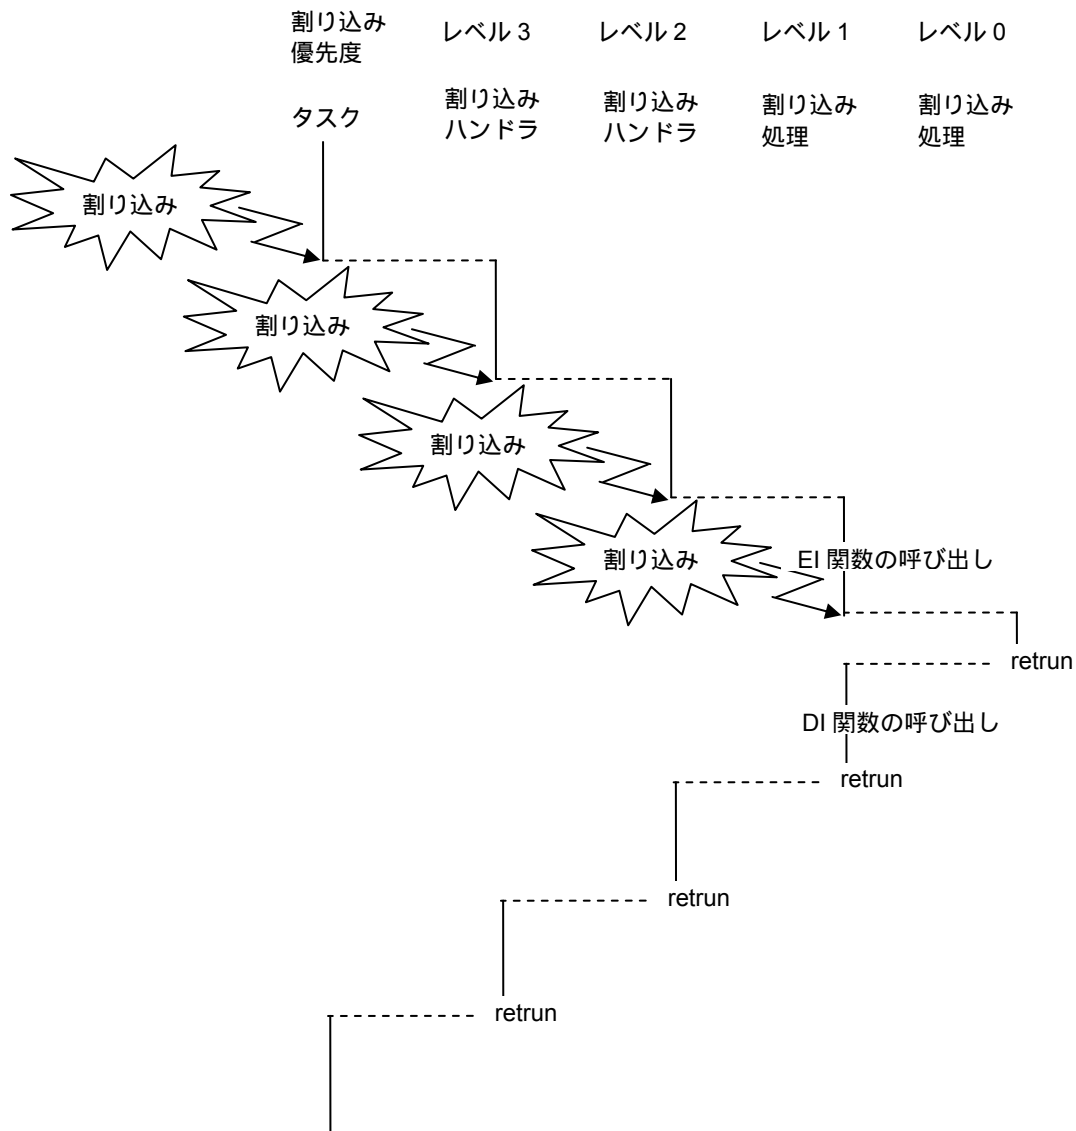 割り込み
優先度
レベル 3
レベル 2
レベル 1
レベル 0
タスク
割り込み
ハンドラ
割り込み
ハンドラ
割り込み
処理
割り込み
処理
割り込み
割り込み
割り込み
割り込み
EI 関数の呼び出し
retrun
DI 関数の呼び出し
retrun
retrun
retrun